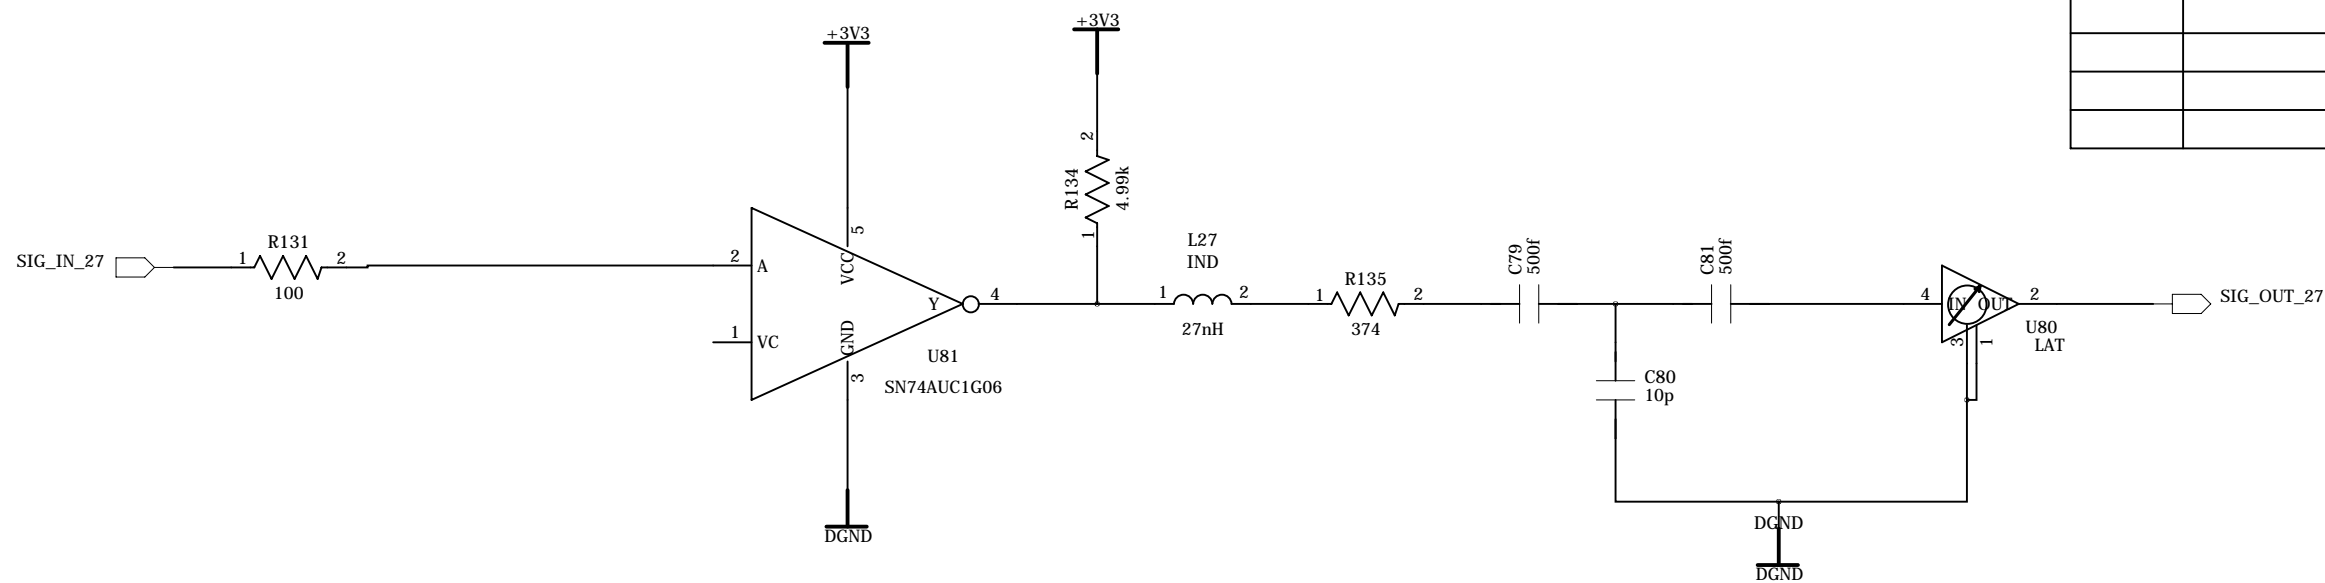 +3V3
+3V3
2
R134
4.99k
1
SIG_IN_27
1
R131
2
100
2
A
5
VCC
Y
4
1
VC
GND
3
U81
SN74AUC1G06
DGND
L27
IND
1
2
27nH
R135
1
2
374
C79
500f
C81
500f
C80
10p
4
IN
OUT
2
3
1
U80
LAT
SIG_OUT_27
DGND
DGND